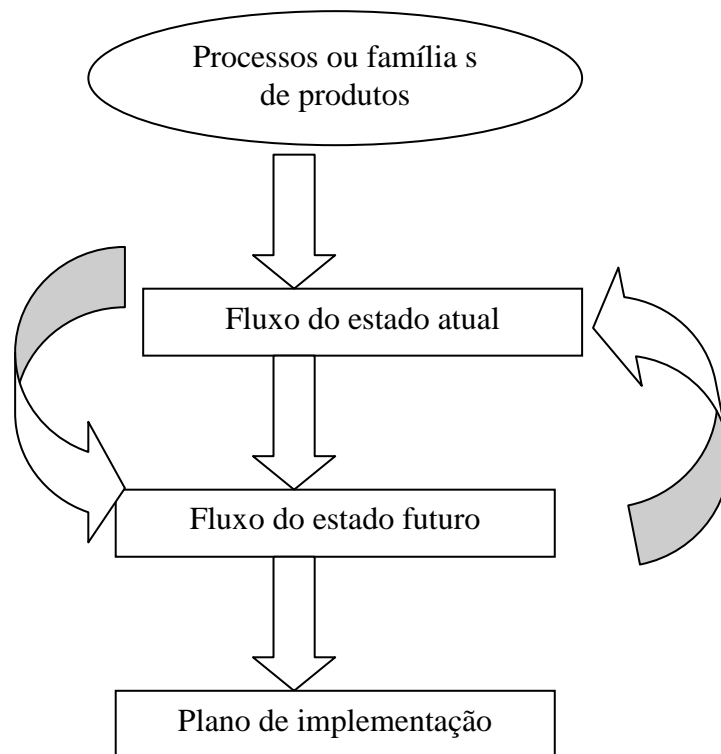 Processos ou família s
de produtos
Fluxo do estado atual
Fluxo do estado futuro
Plano de implementação